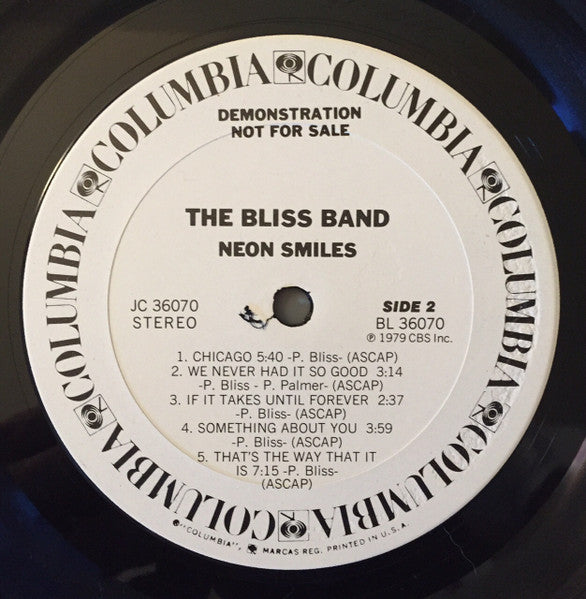 COLUMBIA COLUMBIA COLUMBIA COLUMBIA COLUMBIA COLUMBIA COLUMBIA COLUMBIA
DEMONSTRATION
NOT FOR SALE
THE BLISS BAND
NEON SMILES
JC 36070
STEREO
SIDE 2
BL 36070
℗ 1979 CBS Inc.
1. CHICAGO 5:40 -P. Bliss- (ASCAP)
2. WE NEVER HAD IT SO GOOD 3:14
-P. Bliss - P. Palmer- (ASCAP)
3. IF IT TAKES UNTIL FOREVER 2:37
-P. Bliss- (ASCAP)
4. SOMETHING ABOUT YOU 3:59
-P. Bliss- (ASCAP)
5. THAT'S THE WAY THAT IT
IS 7:15 -P. Bliss-
(ASCAP)
"COLUMBIA", MARCAS REG. PRINTED IN U.S.A.